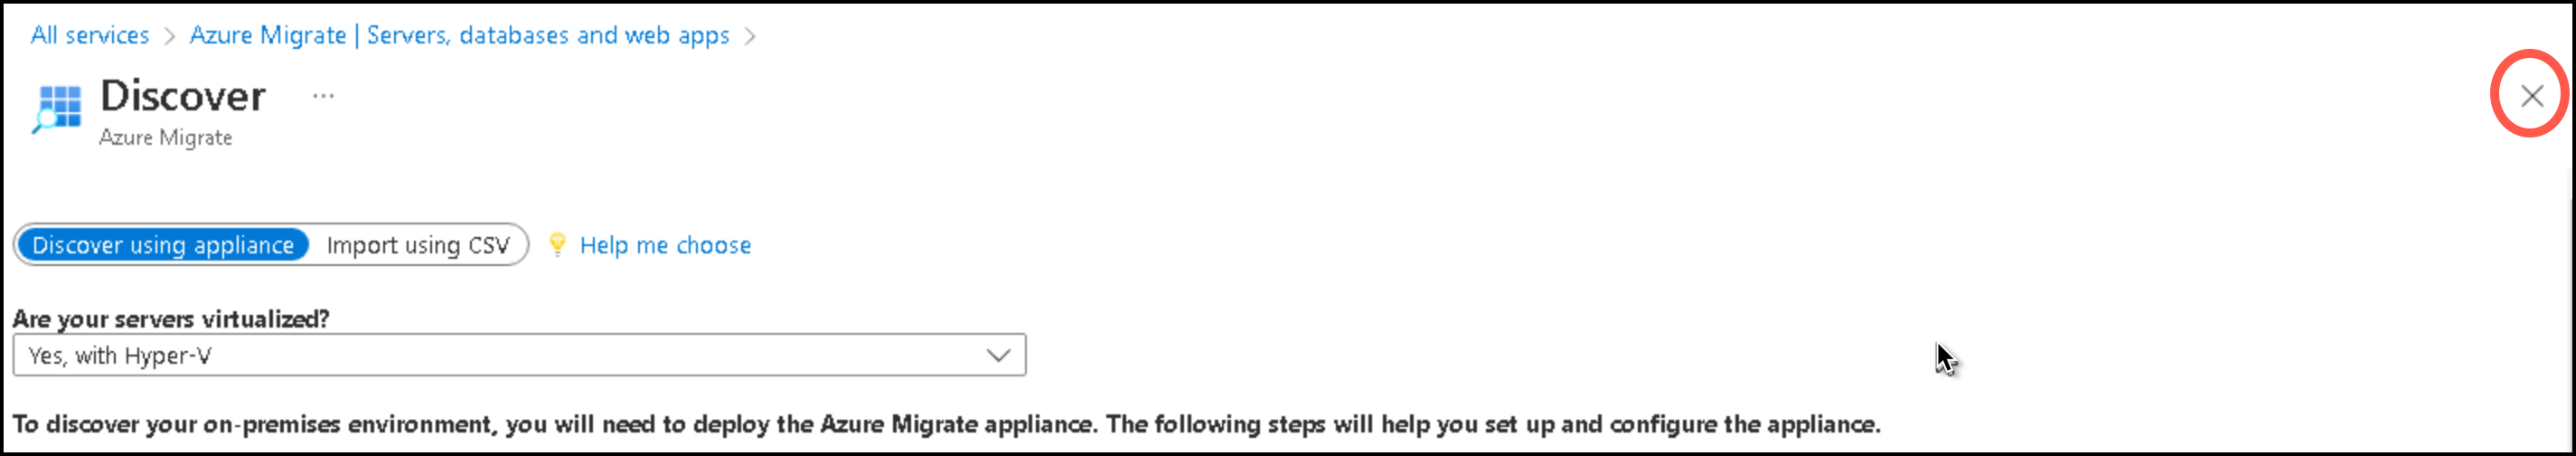 All services > Azure Migrate | Servers, databases and web apps >
Discover ...
Azure Migrate
Discover using appliance Import using CSV Help me choose
Are your servers virtualized?
Yes, with Hyper-V
To discover your on-premises environment, you will need to deploy the Azure Migrate appliance. The following steps will help you set up and configure the appliance.